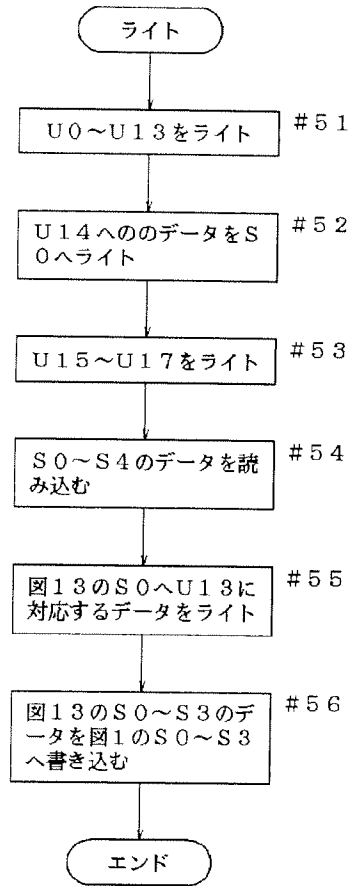 ライト
U0～U13をライト
#51
U14へののデータをS
0へライト
#52
U15～U17をライト
#53
S0～S4のデータを読
み込む
#54
図13のS0へU13に
対応するデータをライト
#55
図13のS0～S3のデ
ータを図1のS0～S3
へ書き込む
#56
エンド